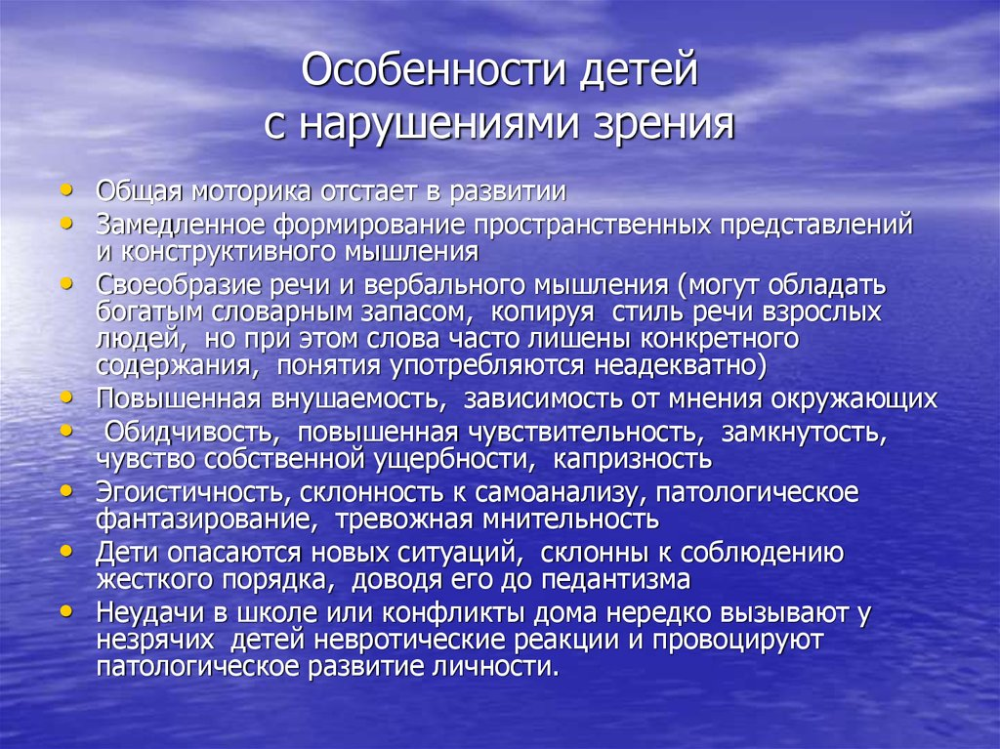 Особенности детей
с нарушениями зрения
• Общая моторика отстает в развитии
• Замедленное формирование пространственных представлений
и конструктивного мышления
• Своеобразие речи и вербального мышления (могут обладать
богатым словарным запасом, копируя стиль речи взрослых
людей, но при этом слова часто лишены конкретного
содержания, понятия употребляются неадекватно)
• Повышенная внушаемость, зависимость от мнения окружающих
• Обидчивость, повышенная чувствительность, замкнутость,
чувство собственной ущербности, капризность
• Эгоистичность, склонность к самоанализу, патологическое
фантазирование, тревожная мнительность
• Дети опасаются новых ситуаций, склонны к соблюдению
жесткого порядка, доводя его до педантизма
• Неудачи в школе или конфликты дома нередко вызывают у
незрячих детей невротические реакции и провоцируют
патологическое развитие личности.